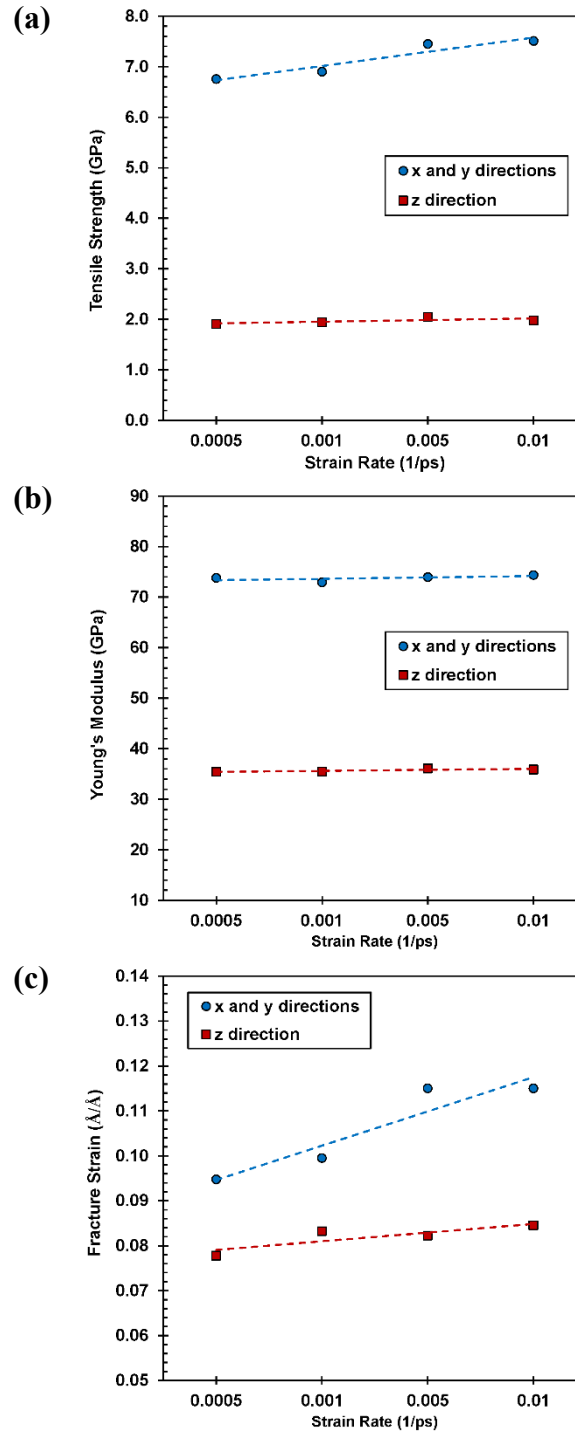 (a)
8.0
7.0
6.0
5.0
4.0
3.0
2.0
1.0
0.0
Tensile Strength (GPa)
x and y directions
z direction
0.0005 0.001 0.005 0.01
Strain Rate (1/ps)
(b)
90
80
70
60
50
40
30
20
10
Young's Modulus (GPa)
x and y directions
z direction
0.0005 0.001 0.005 0.01
Strain Rate (1/ps)
(c)
0.14
0.13
0.12
0.11
0.10
0.09
0.08
0.07
0.06
0.05
Fracture Strain (Å/Å)
x and y directions
z direction
0.0005 0.001 0.005 0.01
Strain Rate (1/ps)